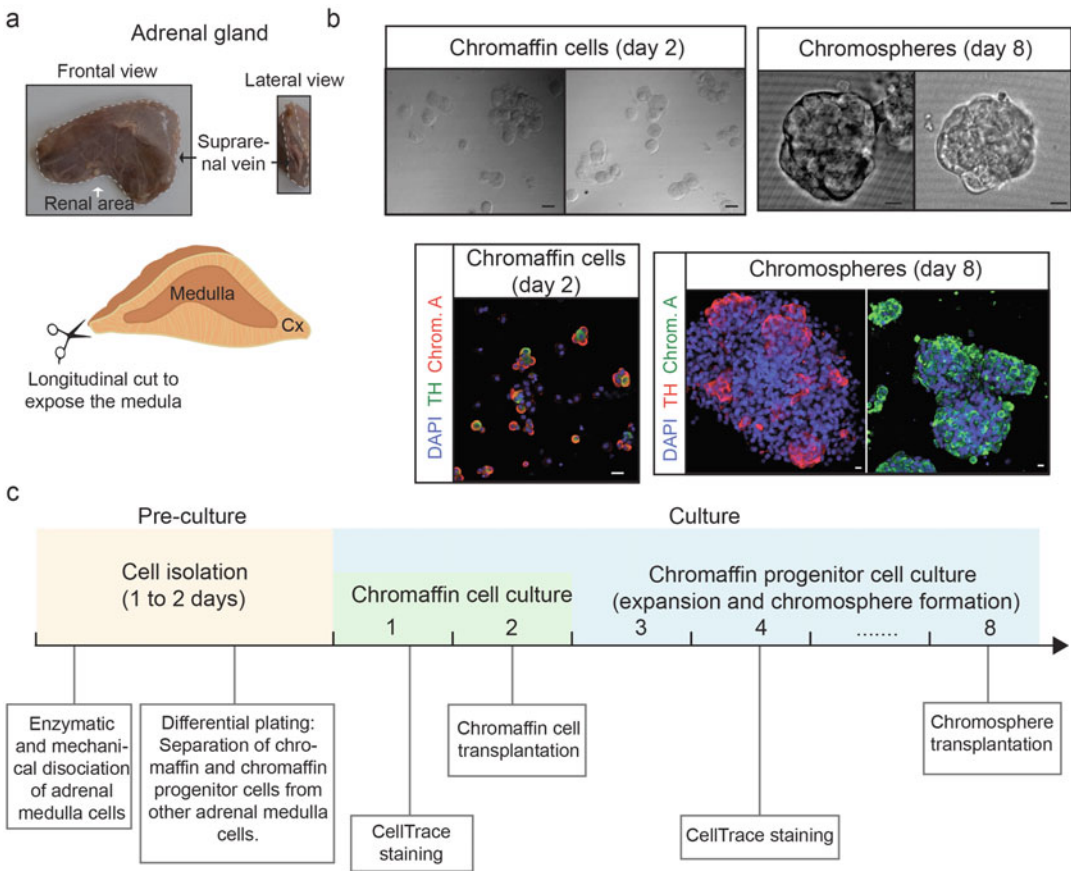 a
Adrenal gland
Frontal view
Lateral view
Suprare-
nal vein
Renal area
Medulla
Cx
Longitudinal cut to
expose the medula
b
Chromaffin cells (day 2)
Chromospheres (day 8)
Chromaffin cells
(day 2)
DAPI TH Chrom. A
Chromospheres (day 8)
DAPI TH Chrom. A
c
Pre-culture
Culture
Cell isolation
(1 to 2 days)
Chromaffin cell culture
Chromaffin progenitor cell culture
(expansion and chromosphere formation)
1 2 3 4 ....... 8
Enzymatic
and mechani-
cal disociation
of adrenal
medulla cells
Differential plating:
Separation of chro-
maffin and chromaffin
progenitor cells from
other adrenal medulla
cells.
CellTrace
staining
Chromaffin cell
transplantation
CellTrace staining
Chromosphere
transplantation